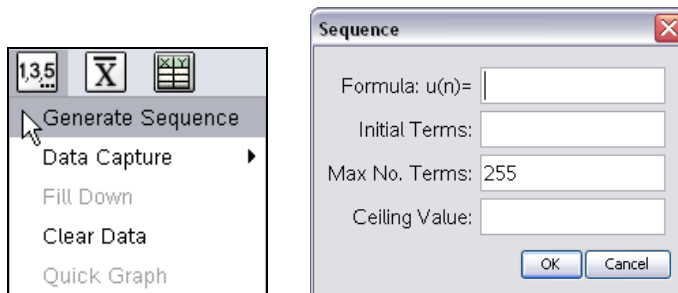 1,3,5 X̅ X Y
Generate Sequence
Data Capture
Fill Down
Clear Data
Quick Graph
Sequence
Formula: u(n)=
Initial Terms:
Max No. Terms: 255
Ceiling Value:
OK Cancel